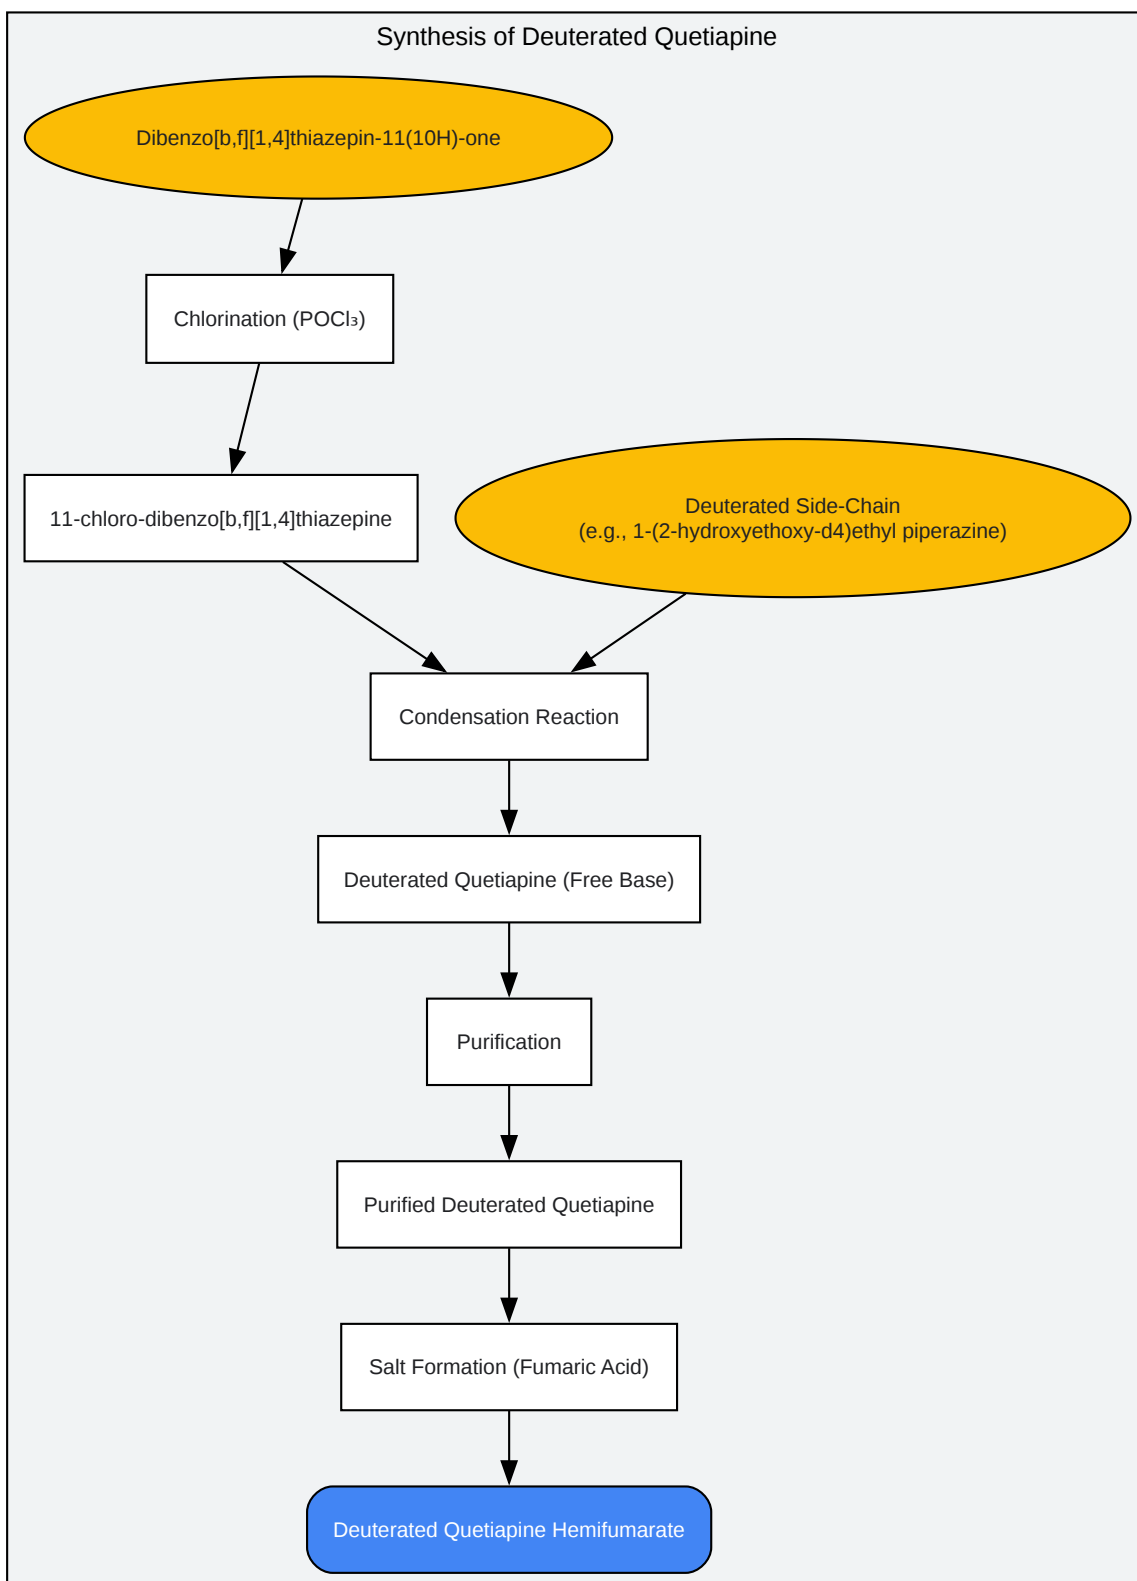 Synthesis of Deuterated Quetiapine
Dibenzo[b,f][1,4]thiazepin-11(10H)-one
Chlorination (POCl₃)
11-chloro-dibenzo[b,f][1,4]thiazepine
Deuterated Side-Chain
(e.g., 1-(2-hydroxyethoxy-d4)ethyl piperazine)
Condensation Reaction
Deuterated Quetiapine (Free Base)
Purification
Purified Deuterated Quetiapine
Salt Formation (Fumaric Acid)
Deuterated Quetiapine Hemifumarate